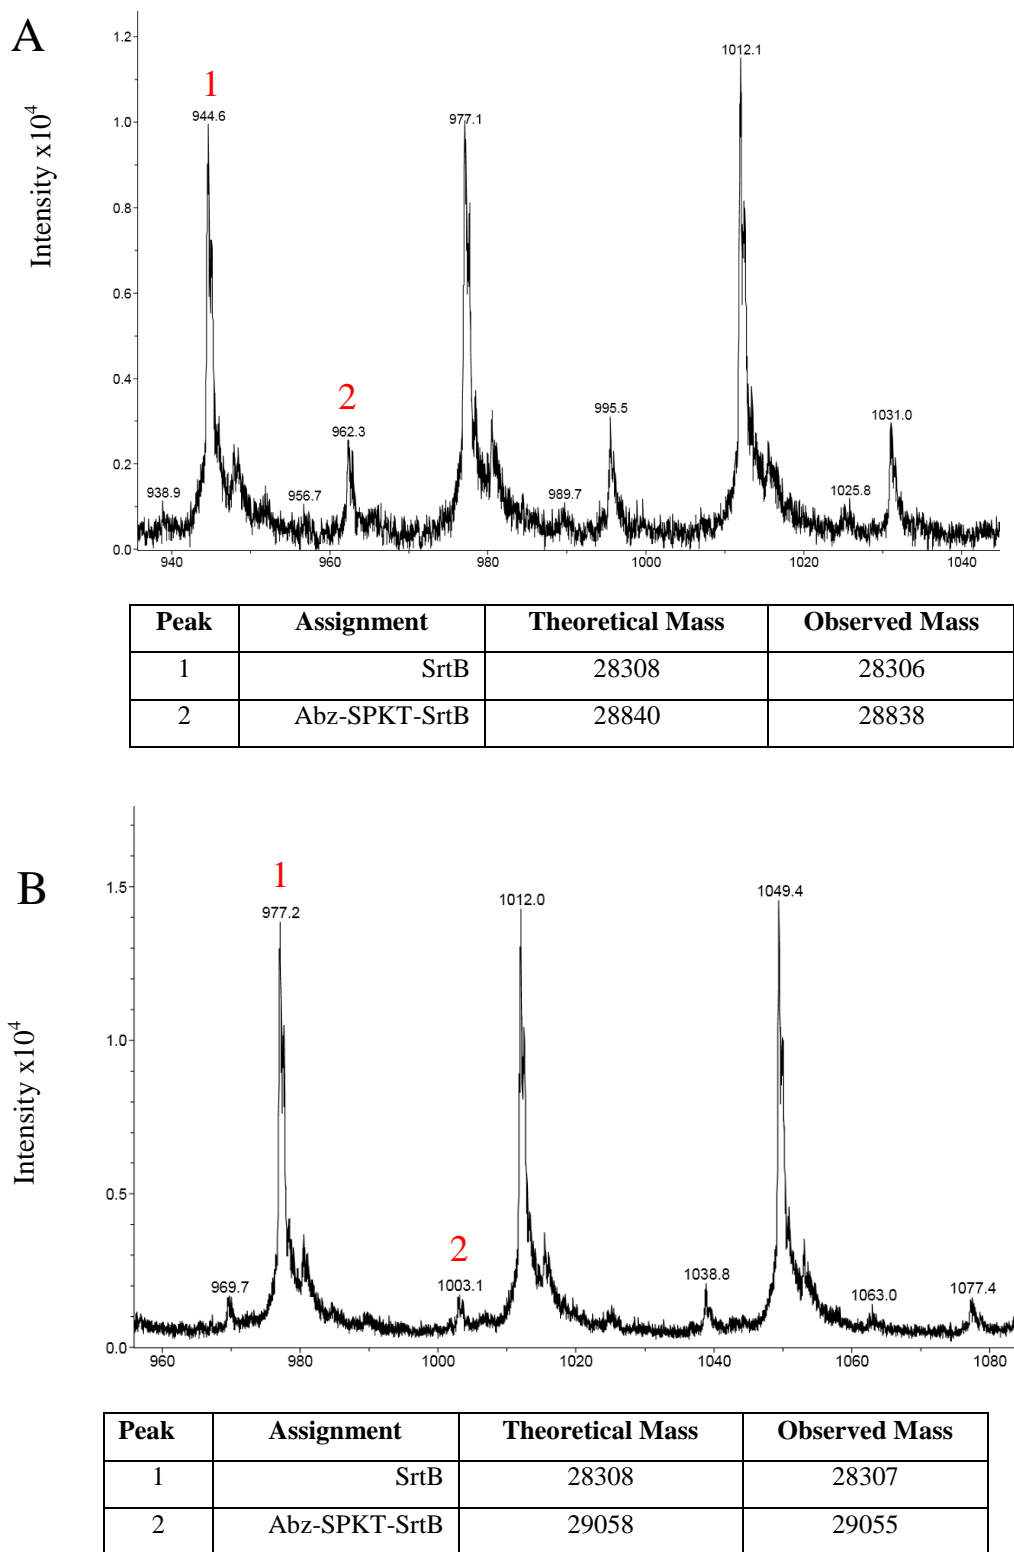 A
Intensity x10⁴
1.2
1.0
0.8
0.6
0.4
0.2
0.0
1
944.6
977.1
1012.1
2
962.3
938.9
956.7
989.7
995.5
1025.8
1031.0
940 960 980 1000 1020 1040
Peak Assignment Theoretical Mass Observed Mass
1 SrtB 28308 28306
2 Abz-SPKT-SrtB 28840 28838
B
Intensity x10⁴
1.5
1.0
0.5
0.0
1
977.2
1012.0
1049.4
2
969.7
1003.1
1038.8
1063.0
1077.4
960 980 1000 1020 1040 1060 1080
Peak Assignment Theoretical Mass Observed Mass
1 SrtB 28308 28307
2 Abz-SPKT-SrtB 29058 29055